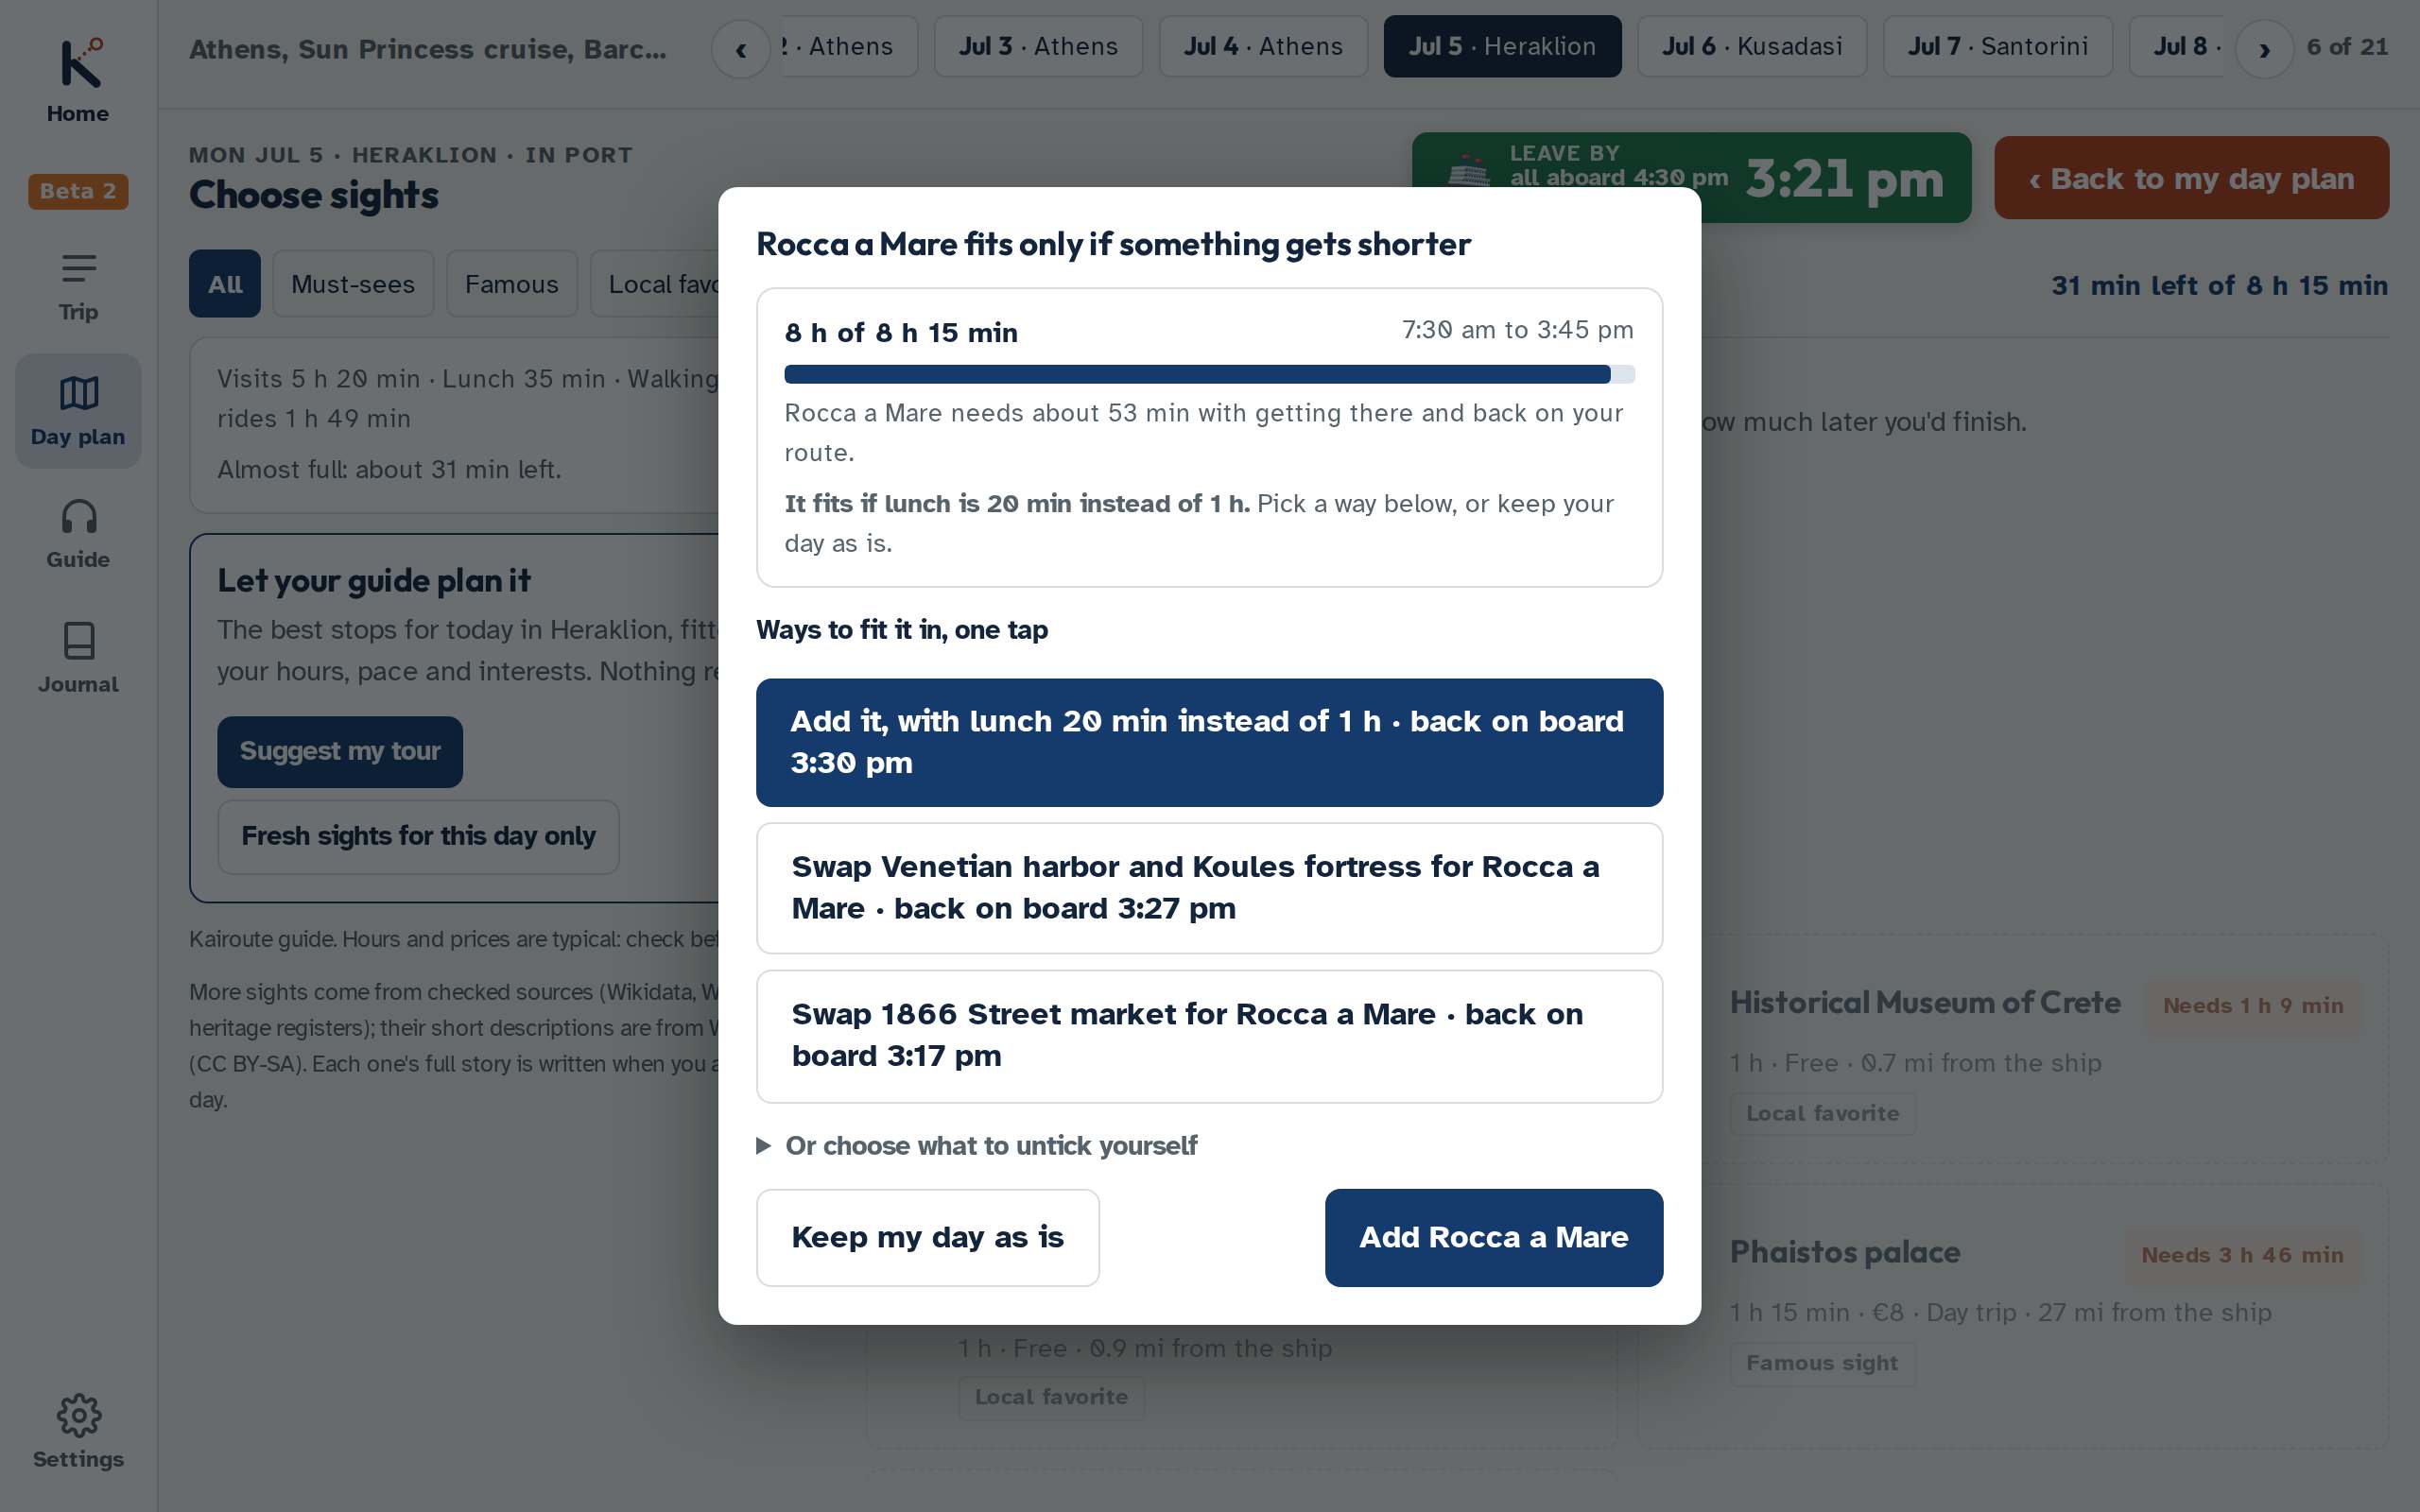 Home
Beta 2
Trip
Day plan
Guide
Journal
Settings
Athens, Sun Princess cruise, Barc...
‹
2 · Athens
Jul 3 · Athens
Jul 4 · Athens
Jul 5 · Heraklion
Jul 6 · Kusadasi
Jul 7 · Santorini
Jul 8 ·
›
6 of 21
MON JUL 5 · HERAKLION · IN PORT
Choose sights
LEAVE BY
all aboard 4:30 pm
3:21 pm
‹ Back to my day plan
All
Must-sees
Famous
Local favo
31 min left of 8 h 15 min
Visits 5 h 20 min · Lunch 35 min · Walking
rides 1 h 49 min
Almost full: about 31 min left.
ow much later you'd finish.
Let your guide plan it
The best stops for today in Heraklion, fitt
your hours, pace and interests. Nothing re
Suggest my tour
Fresh sights for this day only
Kairoute guide. Hours and prices are typical: check bef
More sights come from checked sources (Wikidata, W
heritage registers); their short descriptions are from W
(CC BY-SA). Each one's full story is written when you a
day.
Rocca a Mare fits only if something gets shorter
8 h of 8 h 15 min
7:30 am to 3:45 pm
Rocca a Mare needs about 53 min with getting there and back on your
route.
It fits if lunch is 20 min instead of 1 h. Pick a way below, or keep your
day as is.
Ways to fit it in, one tap
Add it, with lunch 20 min instead of 1 h · back on board
3:30 pm
Swap Venetian harbor and Koules fortress for Rocca a
Mare · back on board 3:27 pm
Swap 1866 Street market for Rocca a Mare · back on
board 3:17 pm
▶ Or choose what to untick yourself
Keep my day as is
Add Rocca a Mare
1 h · Free · 0.9 mi from the ship
Local favorite
Historical Museum of Crete
Needs 1 h 9 min
1 h · Free · 0.7 mi from the ship
Local favorite
Phaistos palace
Needs 3 h 46 min
1 h 15 min · €8 · Day trip · 27 mi from the ship
Famous sight